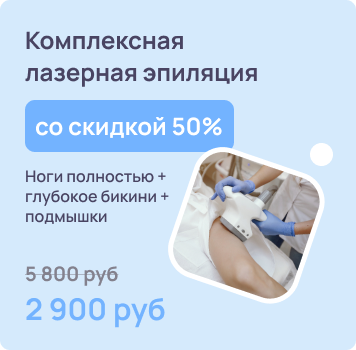 Комплексная
лазерная эпиляция
со скидкой 50%
Ноги полностью +
глубокое бикини +
подмышки
5 800 руб
2 900 руб